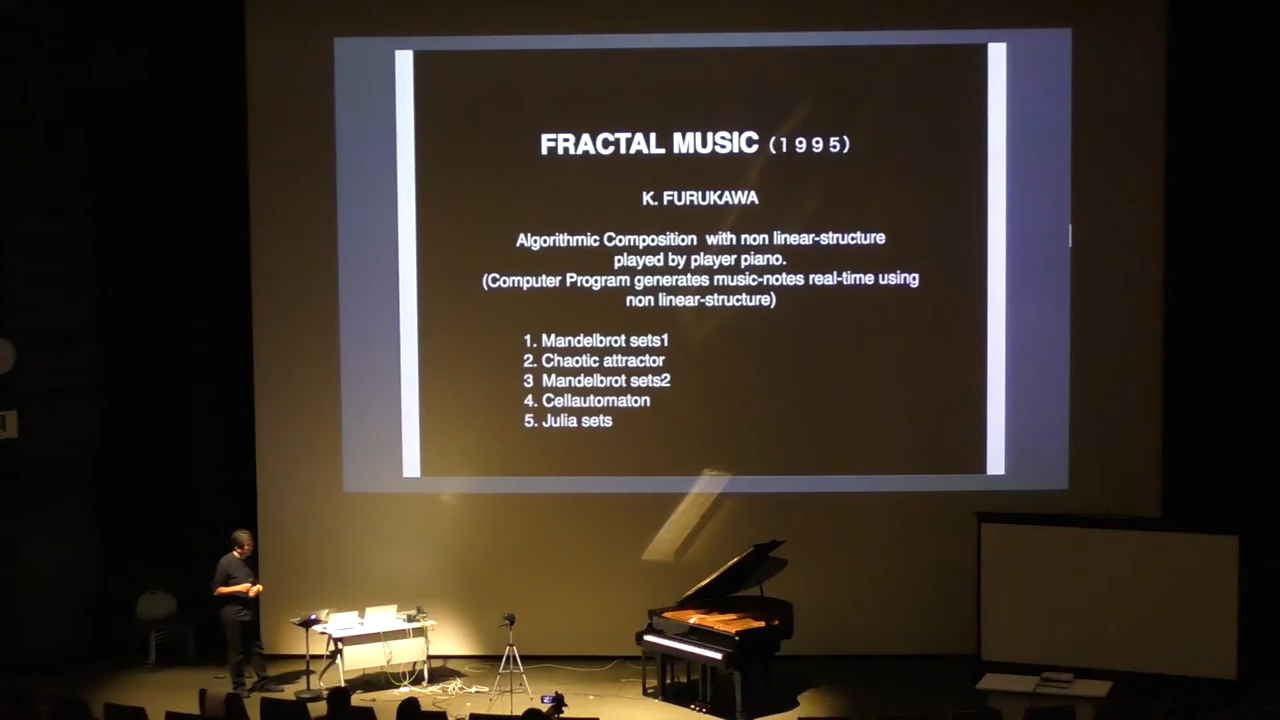 FRACTAL MUSIC (1995)
K. FURUKAWA
Algorithmic Composition with non linear-structure
played by player piano.
(Computer Program generates music-notes real-time using
non linear-structure)
1. Mandelbrot sets1
2. Chaotic attractor
3 Mandelbrot sets2
4. Cellautomaton
5. Julia sets